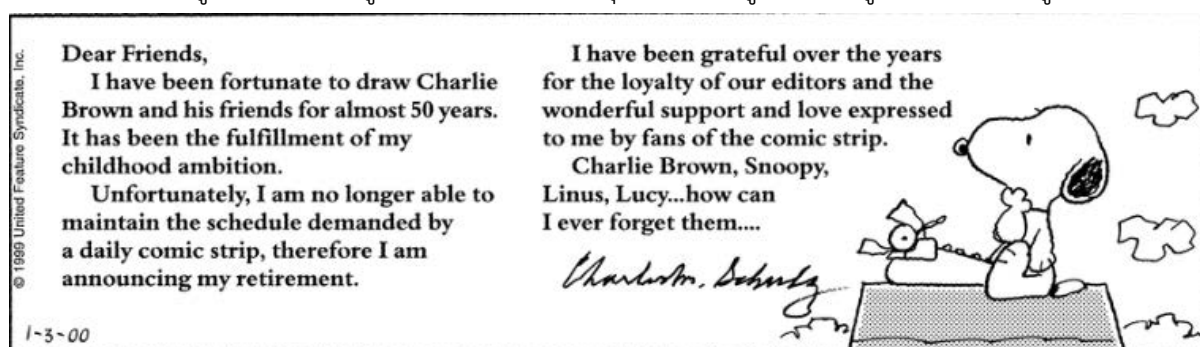 © 1999 United Feature Syndicate, Inc.
Dear Friends,
I have been fortunate to draw Charlie
Brown and his friends for almost 50 years.
It has been the fulfillment of my
childhood ambition.
Unfortunately, I am no longer able to
maintain the schedule demanded by
a daily comic strip, therefore I am
announcing my retirement.
I have been grateful over the years
for the loyalty of our editors and the
wonderful support and love expressed
to me by fans of the comic strip.
Charlie Brown, Snoopy,
Linus, Lucy...how can
I ever forget them....
Charles M. Schulz
1-3-00